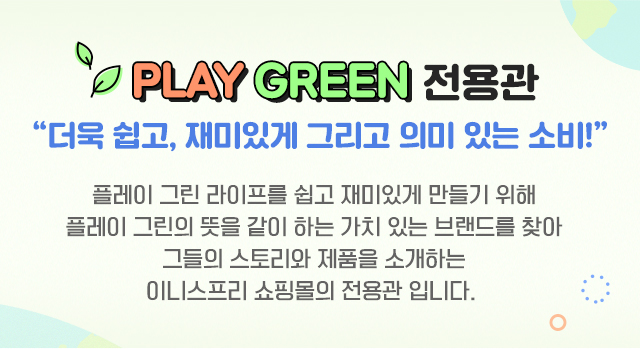 PLAY GREEN 전용관
“더욱 쉽고, 재미있게 그리고 의미 있는 소비!”
플레이 그린 라이프를 쉽고 재미있게 만들기 위해
플레이 그린의 뜻을 같이 하는 가치 있는 브랜드를 찾아
그들의 스토리와 제품을 소개하는
이니스프리 쇼핑몰의 전용관 입니다.